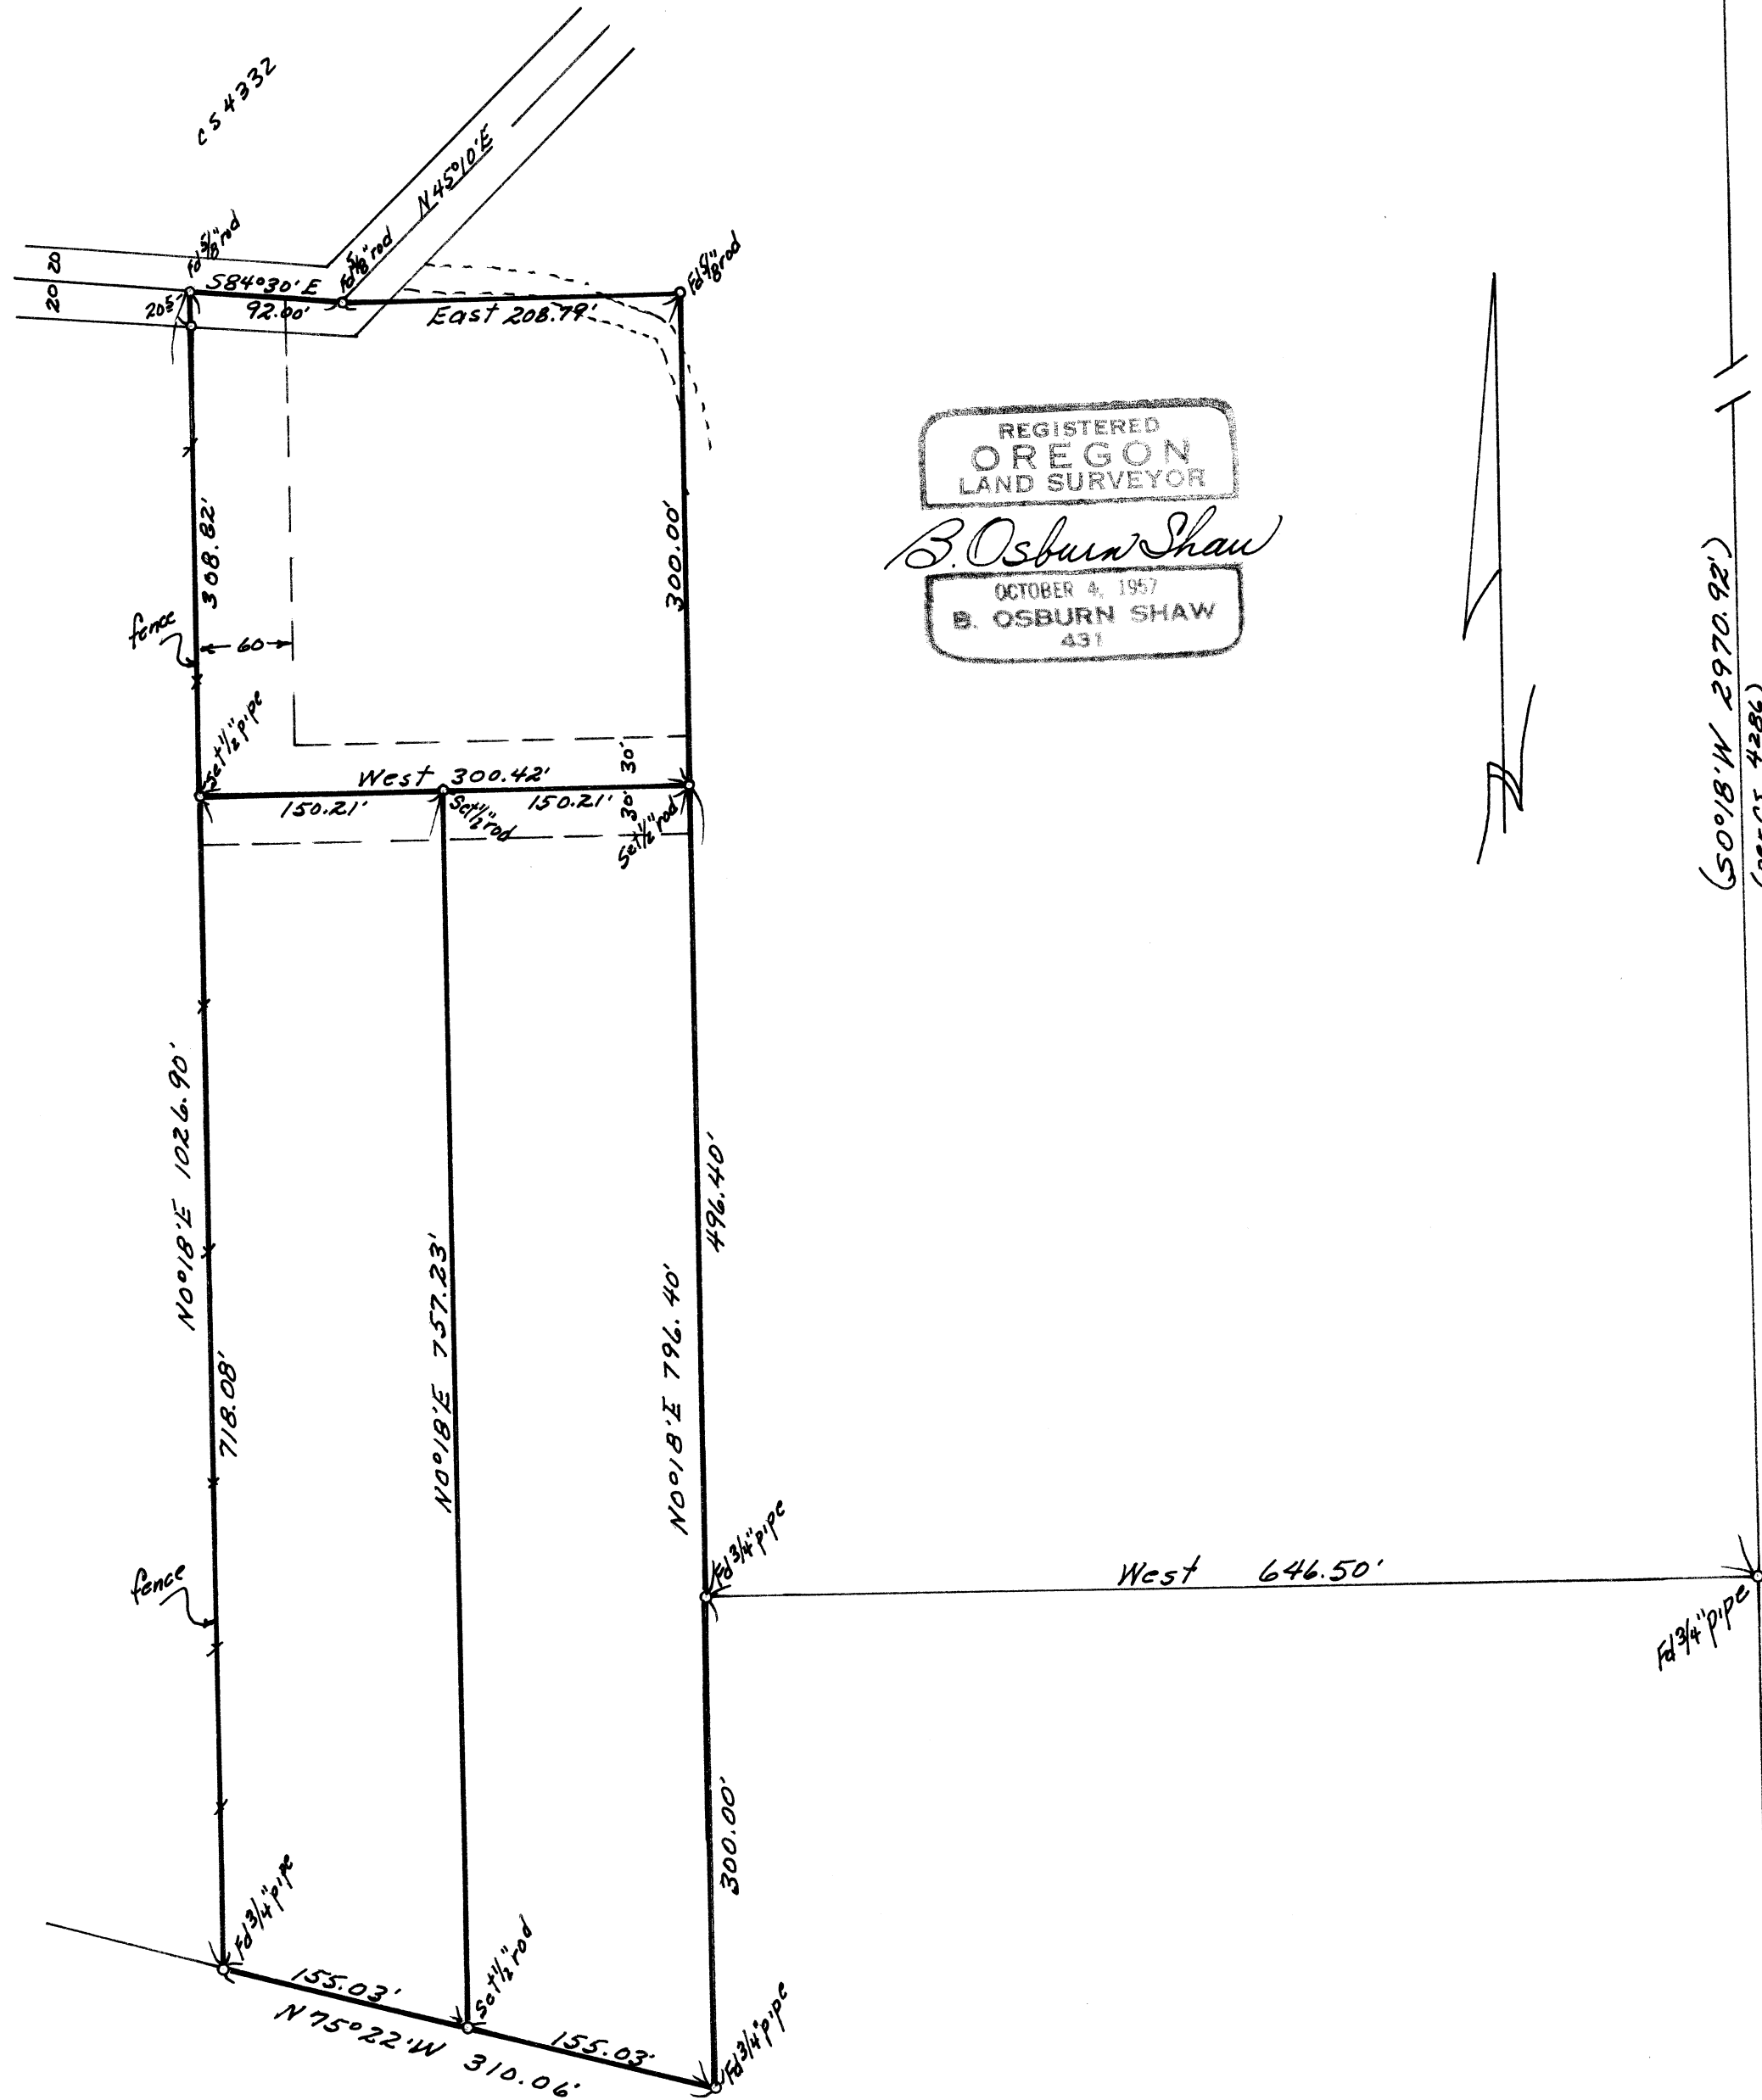 CS 4332
N45°10'E
20
20
20⁵'
Fd 5/8" rod
S84°30'E
92.00'
Fd 5/8" rod
East 208.79'
Fd 5/8" rod
308.82'
fence
60
300.00'
REGISTERED
OREGON
LAND SURVEYOR
B. Osburn Shaw
OCTOBER 4, 1957
B. OSBURN SHAW
431
(S0°18'W 2970.92')
Set 1/2" pipe
West 300.42'
30'
150.21'
Set 1/2" rod
150.21'
30'
Set 1/2" rod
N0°18'E 1026.90'
718.08'
N0°18'E 757.23'
496.40'
N0°18'E 796.40'
fence
Fd 3/4" pipe
West 646.50'
Fd 3/4" pipe
300.00'
Fd 3/4" pipe
155.03'
Set 1/2" rod
N75°22'W 310.06'
155.03'
Fd 3/4" pipe